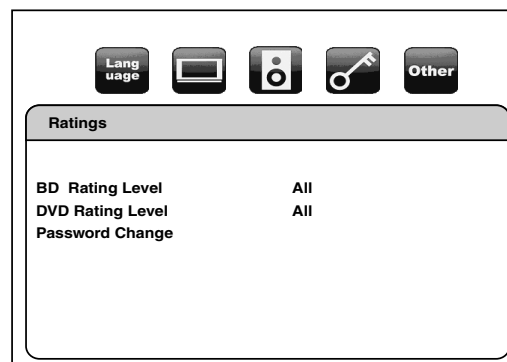 Lang
uage
Other
Ratings
BD Rating Level All
DVD Rating Level All
Password Change